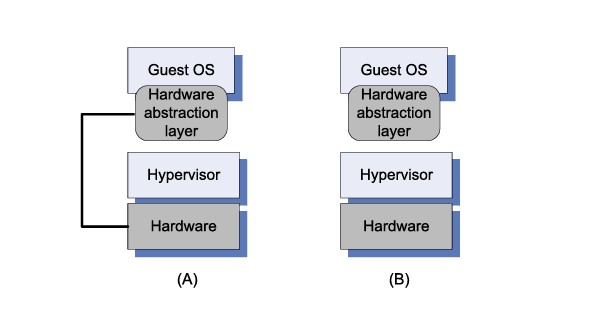 Guest OS
Hardware
abstraction
layer
Hypervisor
Hardware
(A)
Guest OS
Hardware
abstraction
layer
Hypervisor
Hardware
(B)